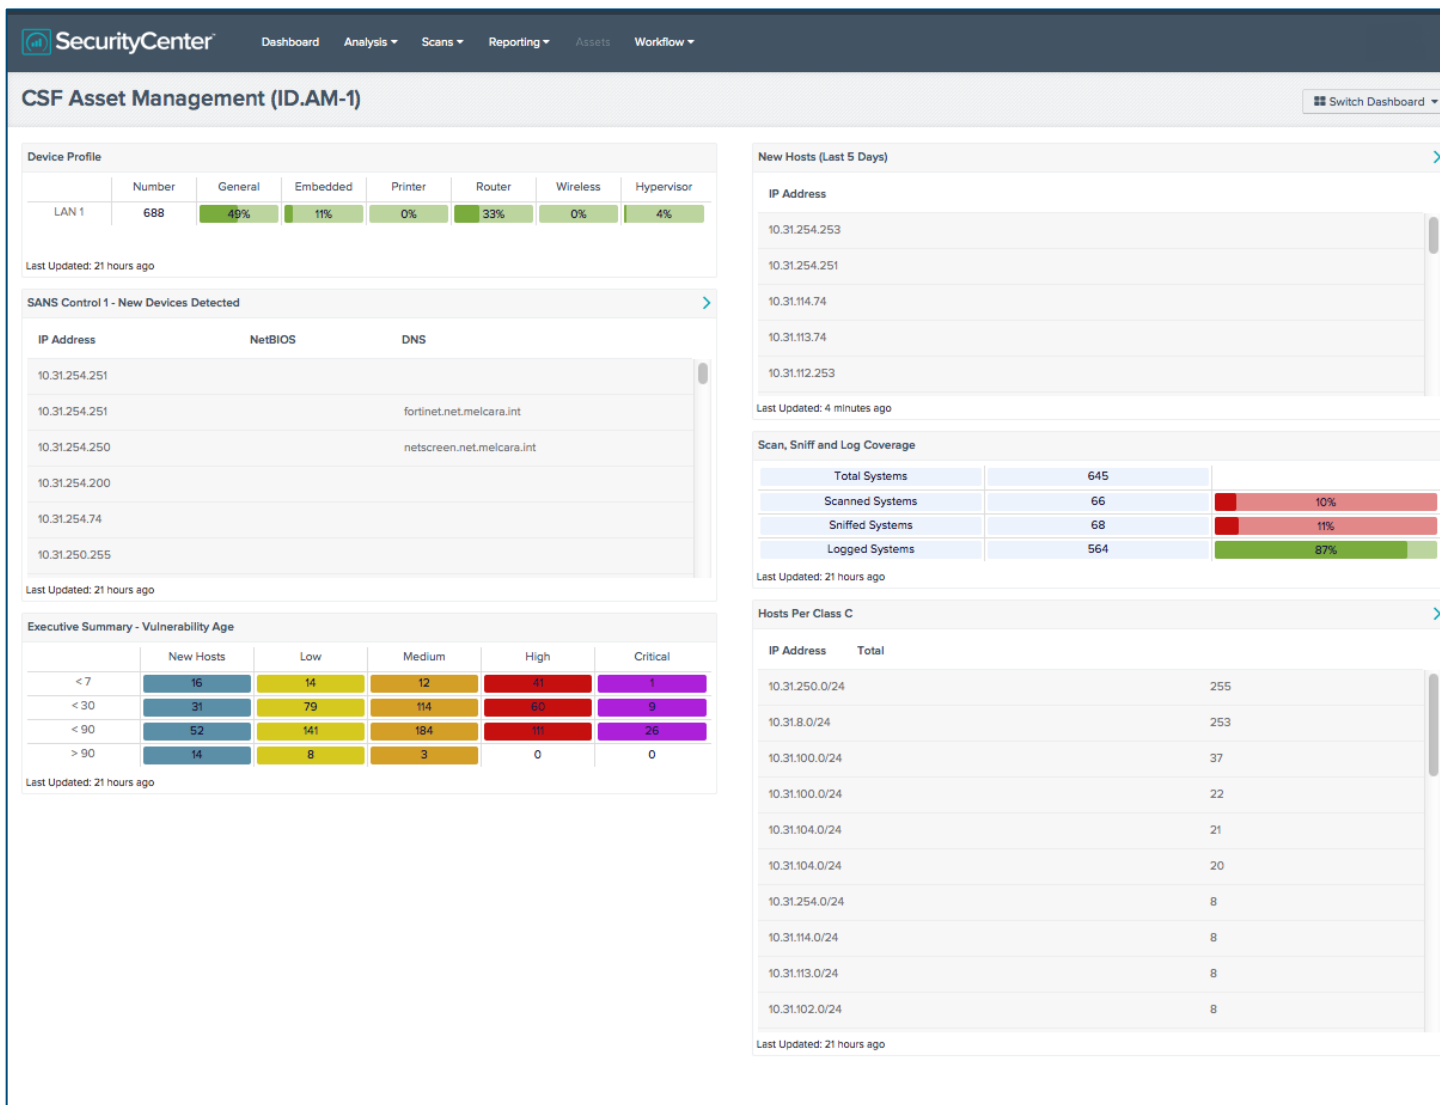 SecurityCenter™
Dashboard Analysis Scans Reporting Assets Workflow
CSF Asset Management (ID.AM-1)
Switch Dashboard
Device Profile
Number General Embedded Printer Router Wireless Hypervisor
LAN 1 688 49% 11% 0% 33% 0% 4%
Last Updated: 21 hours ago
SANS Control 1 - New Devices Detected
IP Address NetBIOS DNS
10.31.254.251
10.31.254.251 fortinet.net.melcara.int
10.31.254.250 netscreen.net.melcara.int
10.31.254.200
10.31.254.74
10.31.250.255
Last Updated: 21 hours ago
Executive Summary - Vulnerability Age
New Hosts Low Medium High Critical
< 7 16 14 12 41 1
< 30 31 79 114 60 9
< 90 52 141 184 111 26
> 90 14 8 3 0 0
Last Updated: 21 hours ago
New Hosts (Last 5 Days)
IP Address
10.31.254.253
10.31.254.251
10.31.114.74
10.31.113.74
10.31.112.253
Last Updated: 4 minutes ago
Scan, Sniff and Log Coverage
Total Systems 645
Scanned Systems 66 10%
Sniffed Systems 68 11%
Logged Systems 564 87%
Last Updated: 21 hours ago
Hosts Per Class C
IP Address Total
10.31.250.0/24 255
10.31.8.0/24 253
10.31.100.0/24 37
10.31.100.0/24 22
10.31.104.0/24 21
10.31.104.0/24 20
10.31.254.0/24 8
10.31.114.0/24 8
10.31.113.0/24 8
10.31.102.0/24 8
Last Updated: 21 hours ago